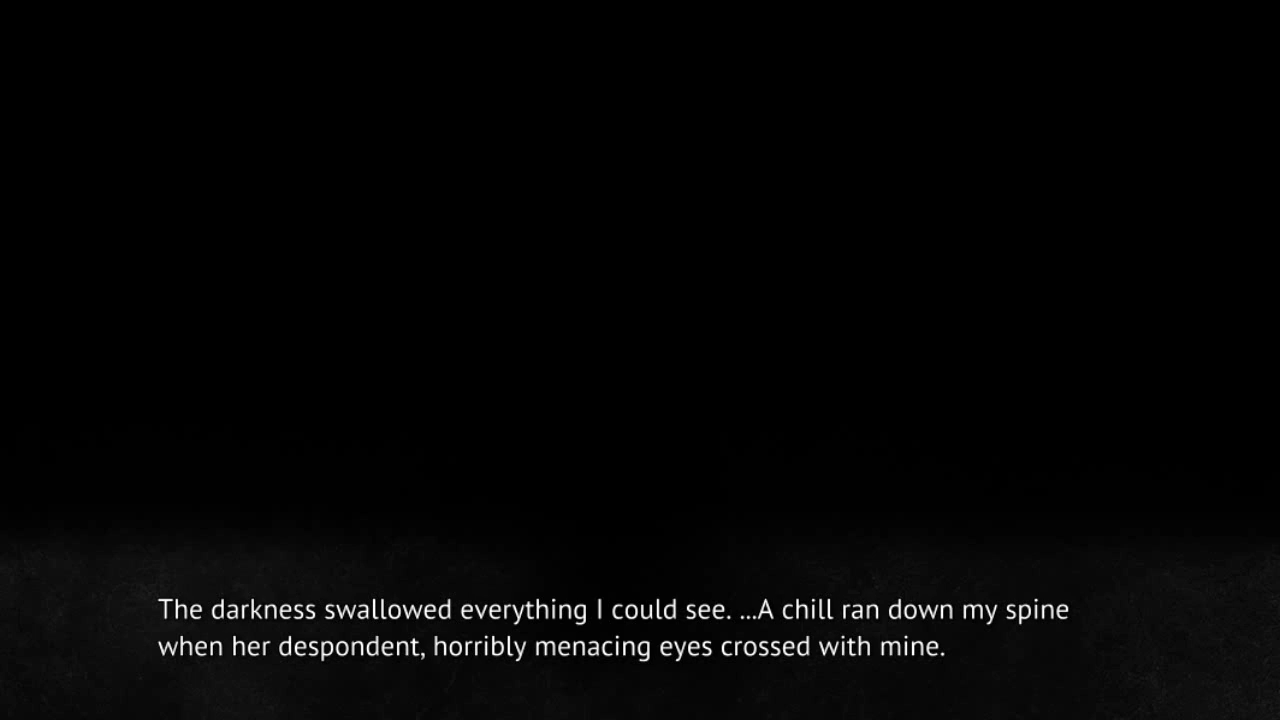 The darkness swallowed everything I could see. ...A chill ran down my spine
when her despondent, horribly menacing eyes crossed with mine.